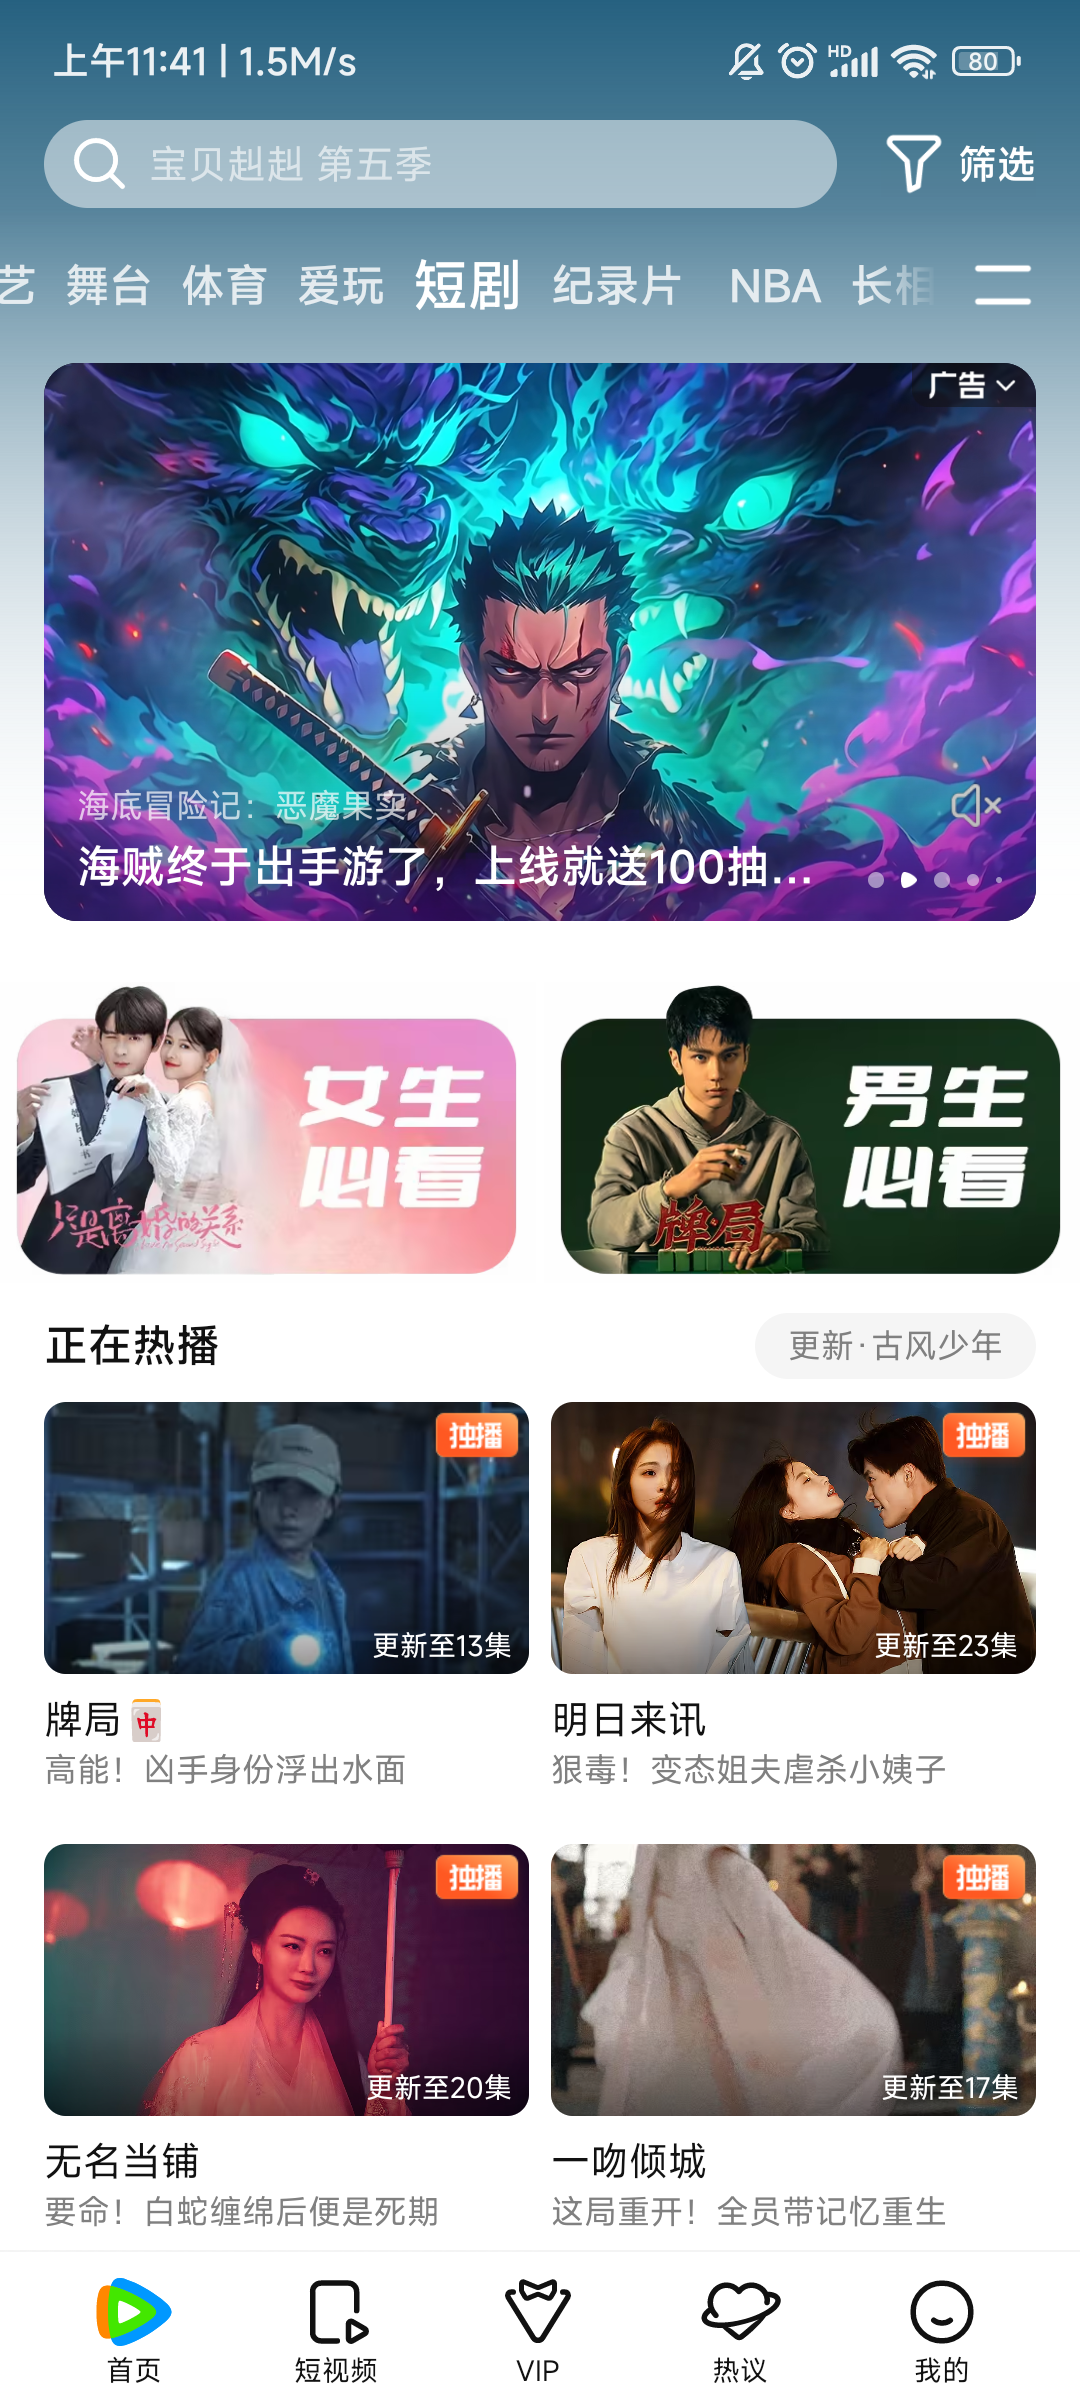 上午11:41 | 1.5M/s
HD
80
宝贝赳赳 第五季
筛选
艺 舞台 体育 爱玩 短剧 纪录片 NBA 长相
广告
海底冒险记：恶魔果实
海贼终于出手游了，上线就送100抽...
女生
必看
只是离婚的关系
男生
必看
牌局
正在热播
更新·古风少年
独播
更新至13集
牌局🀄
高能！凶手身份浮出水面
独播
更新至23集
明日来讯
狠毒！变态姐夫虐杀小姨子
独播
更新至20集
无名当铺
要命！白蛇缠绵后便是死期
独播
更新至17集
一吻倾城
这局重开！全员带记忆重生
首页
短视频
VIP
热议
我的